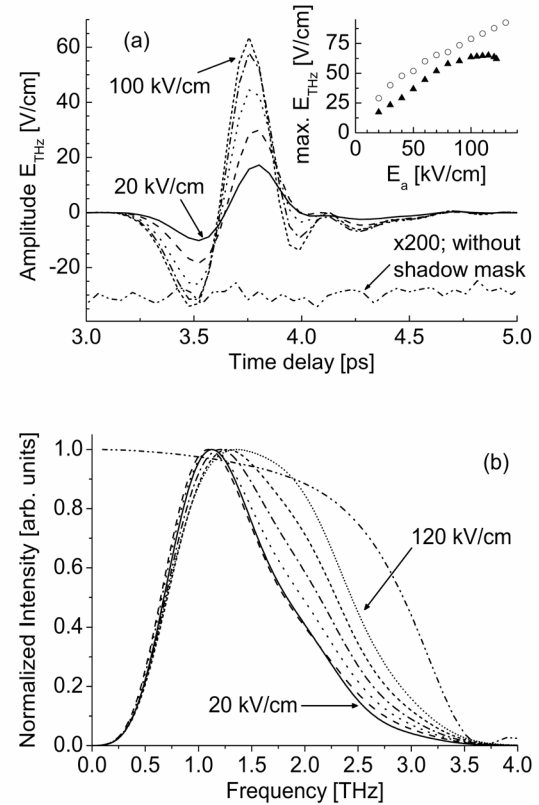 (a)
100 kV/cm
20 kV/cm
x200; without
shadow mask
Amplitude E_THz [V/cm]
60
40
20
0
-20
3.0 3.5 4.0 4.5 5.0
Time delay [ps]
max. E_THz [V/cm]
75
50
25
0
0 50 100
E_a [kV/cm]
(b)
120 kV/cm
20 kV/cm
Normalized Intensity [arb. units]
1.0
0.8
0.6
0.4
0.2
0.0
0.0 0.5 1.0 1.5 2.0 2.5 3.0 3.5 4.0
Frequency [THz]